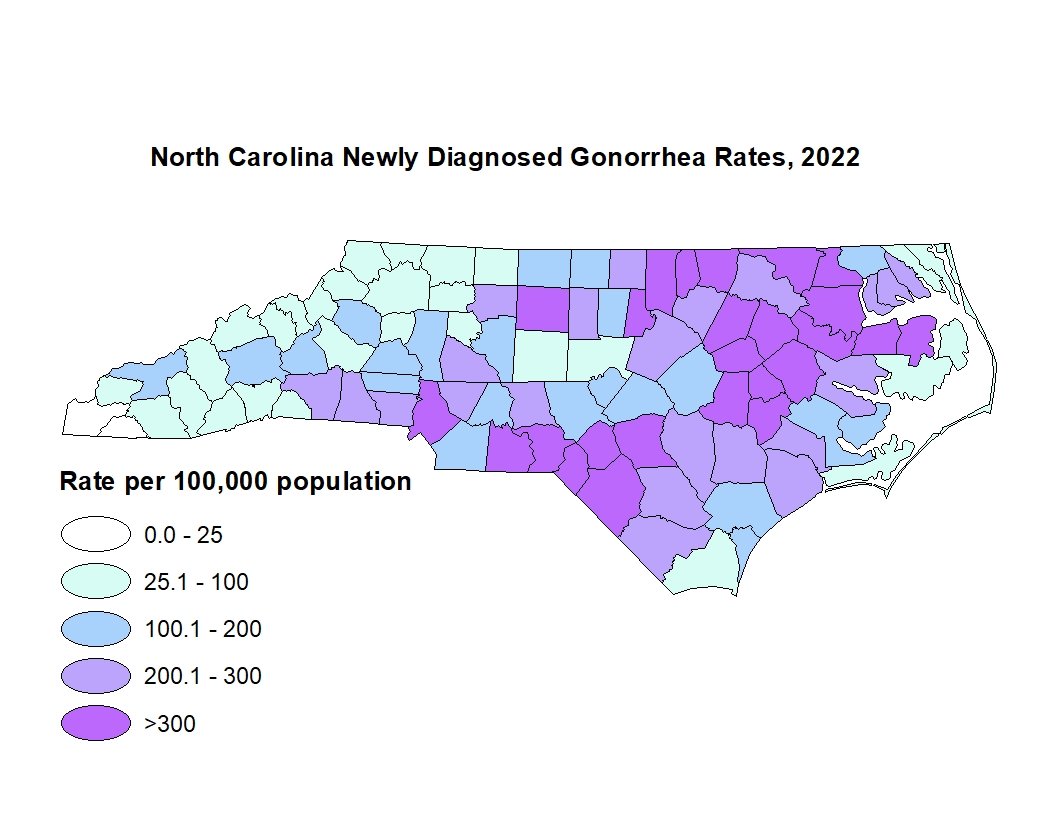 North Carolina Newly Diagnosed Gonorrhea Rates, 2022
Rate per 100,000 population
0.0 - 25
25.1 - 100
100.1 - 200
200.1 - 300
>300